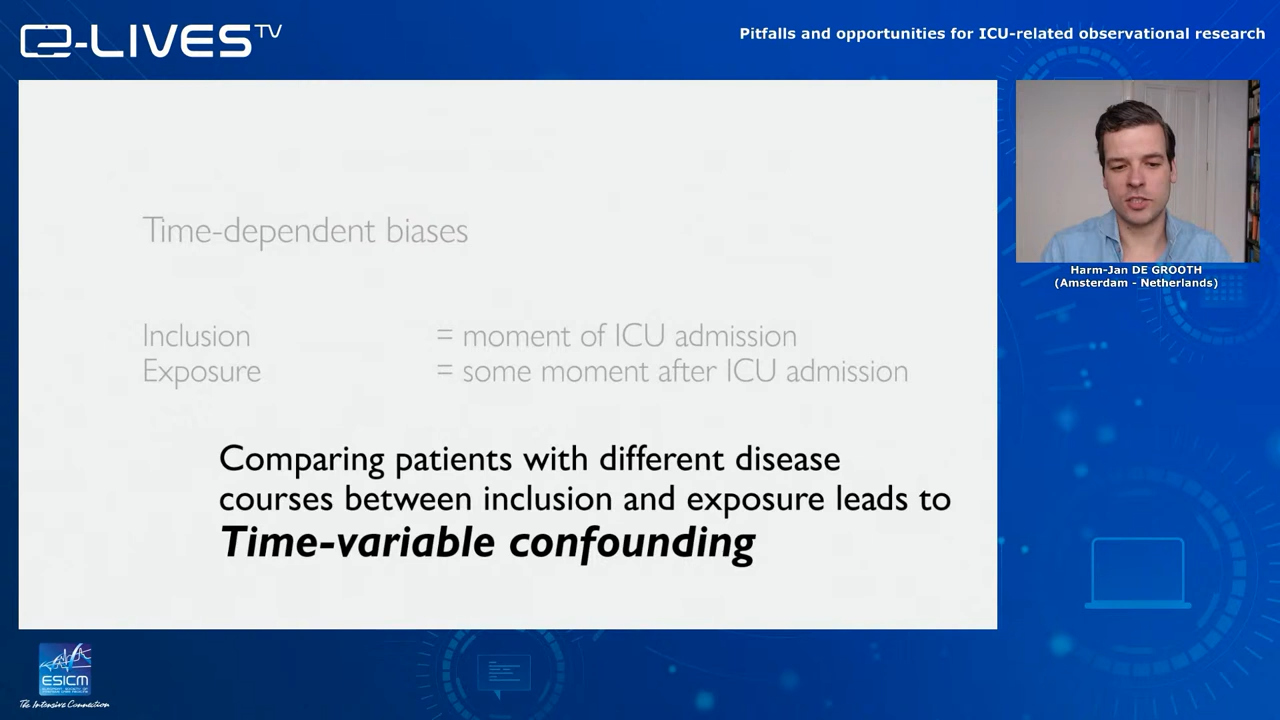 e-LIVES TV
Pitfalls and opportunities for ICU-related observational research
Time-dependent biases
Inclusion = moment of ICU admission
Exposure = some moment after ICU admission
Comparing patients with different disease
courses between inclusion and exposure leads to
Time-variable confounding
Harm-Jan DE GROOTH
(Amsterdam - Netherlands)
ESICM
The Intensive Connection